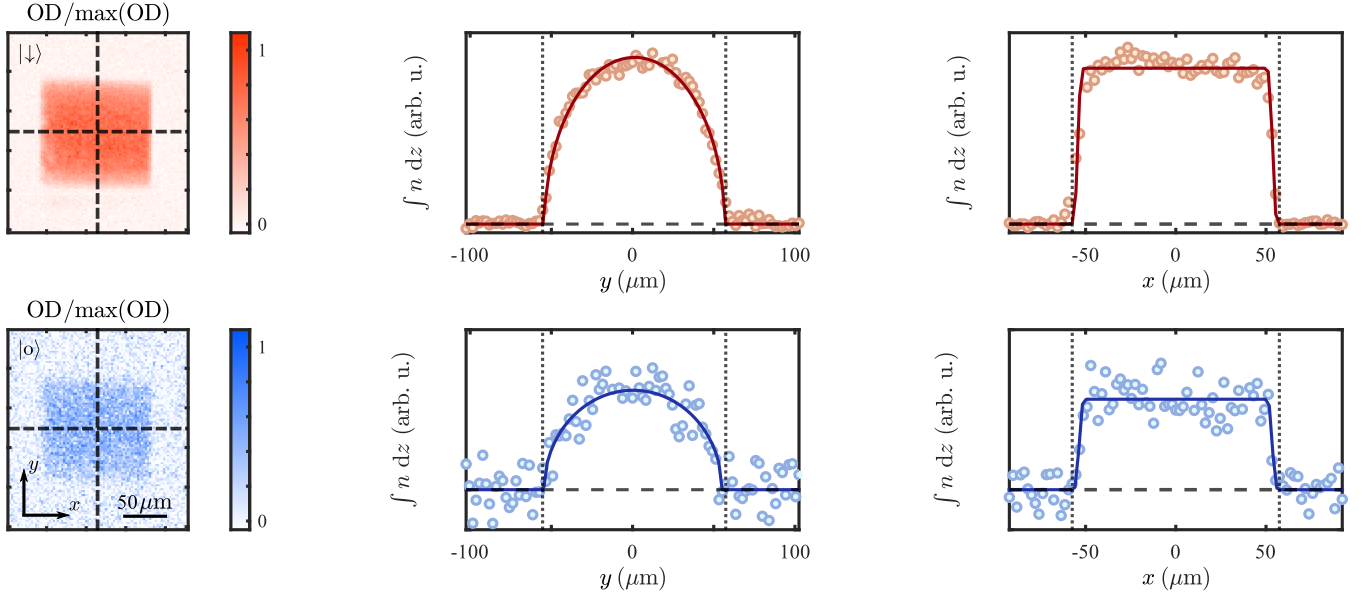 OD/max(OD)
|↓⟩
1
0
∫ n dz (arb. u.)
-100 0 100
y (μm)
∫ n dz (arb. u.)
-50 0 50
x (μm)
OD/max(OD)
|o⟩
y
x
50 μm
1
0
∫ n dz (arb. u.)
-100 0 100
y (μm)
∫ n dz (arb. u.)
-50 0 50
x (μm)